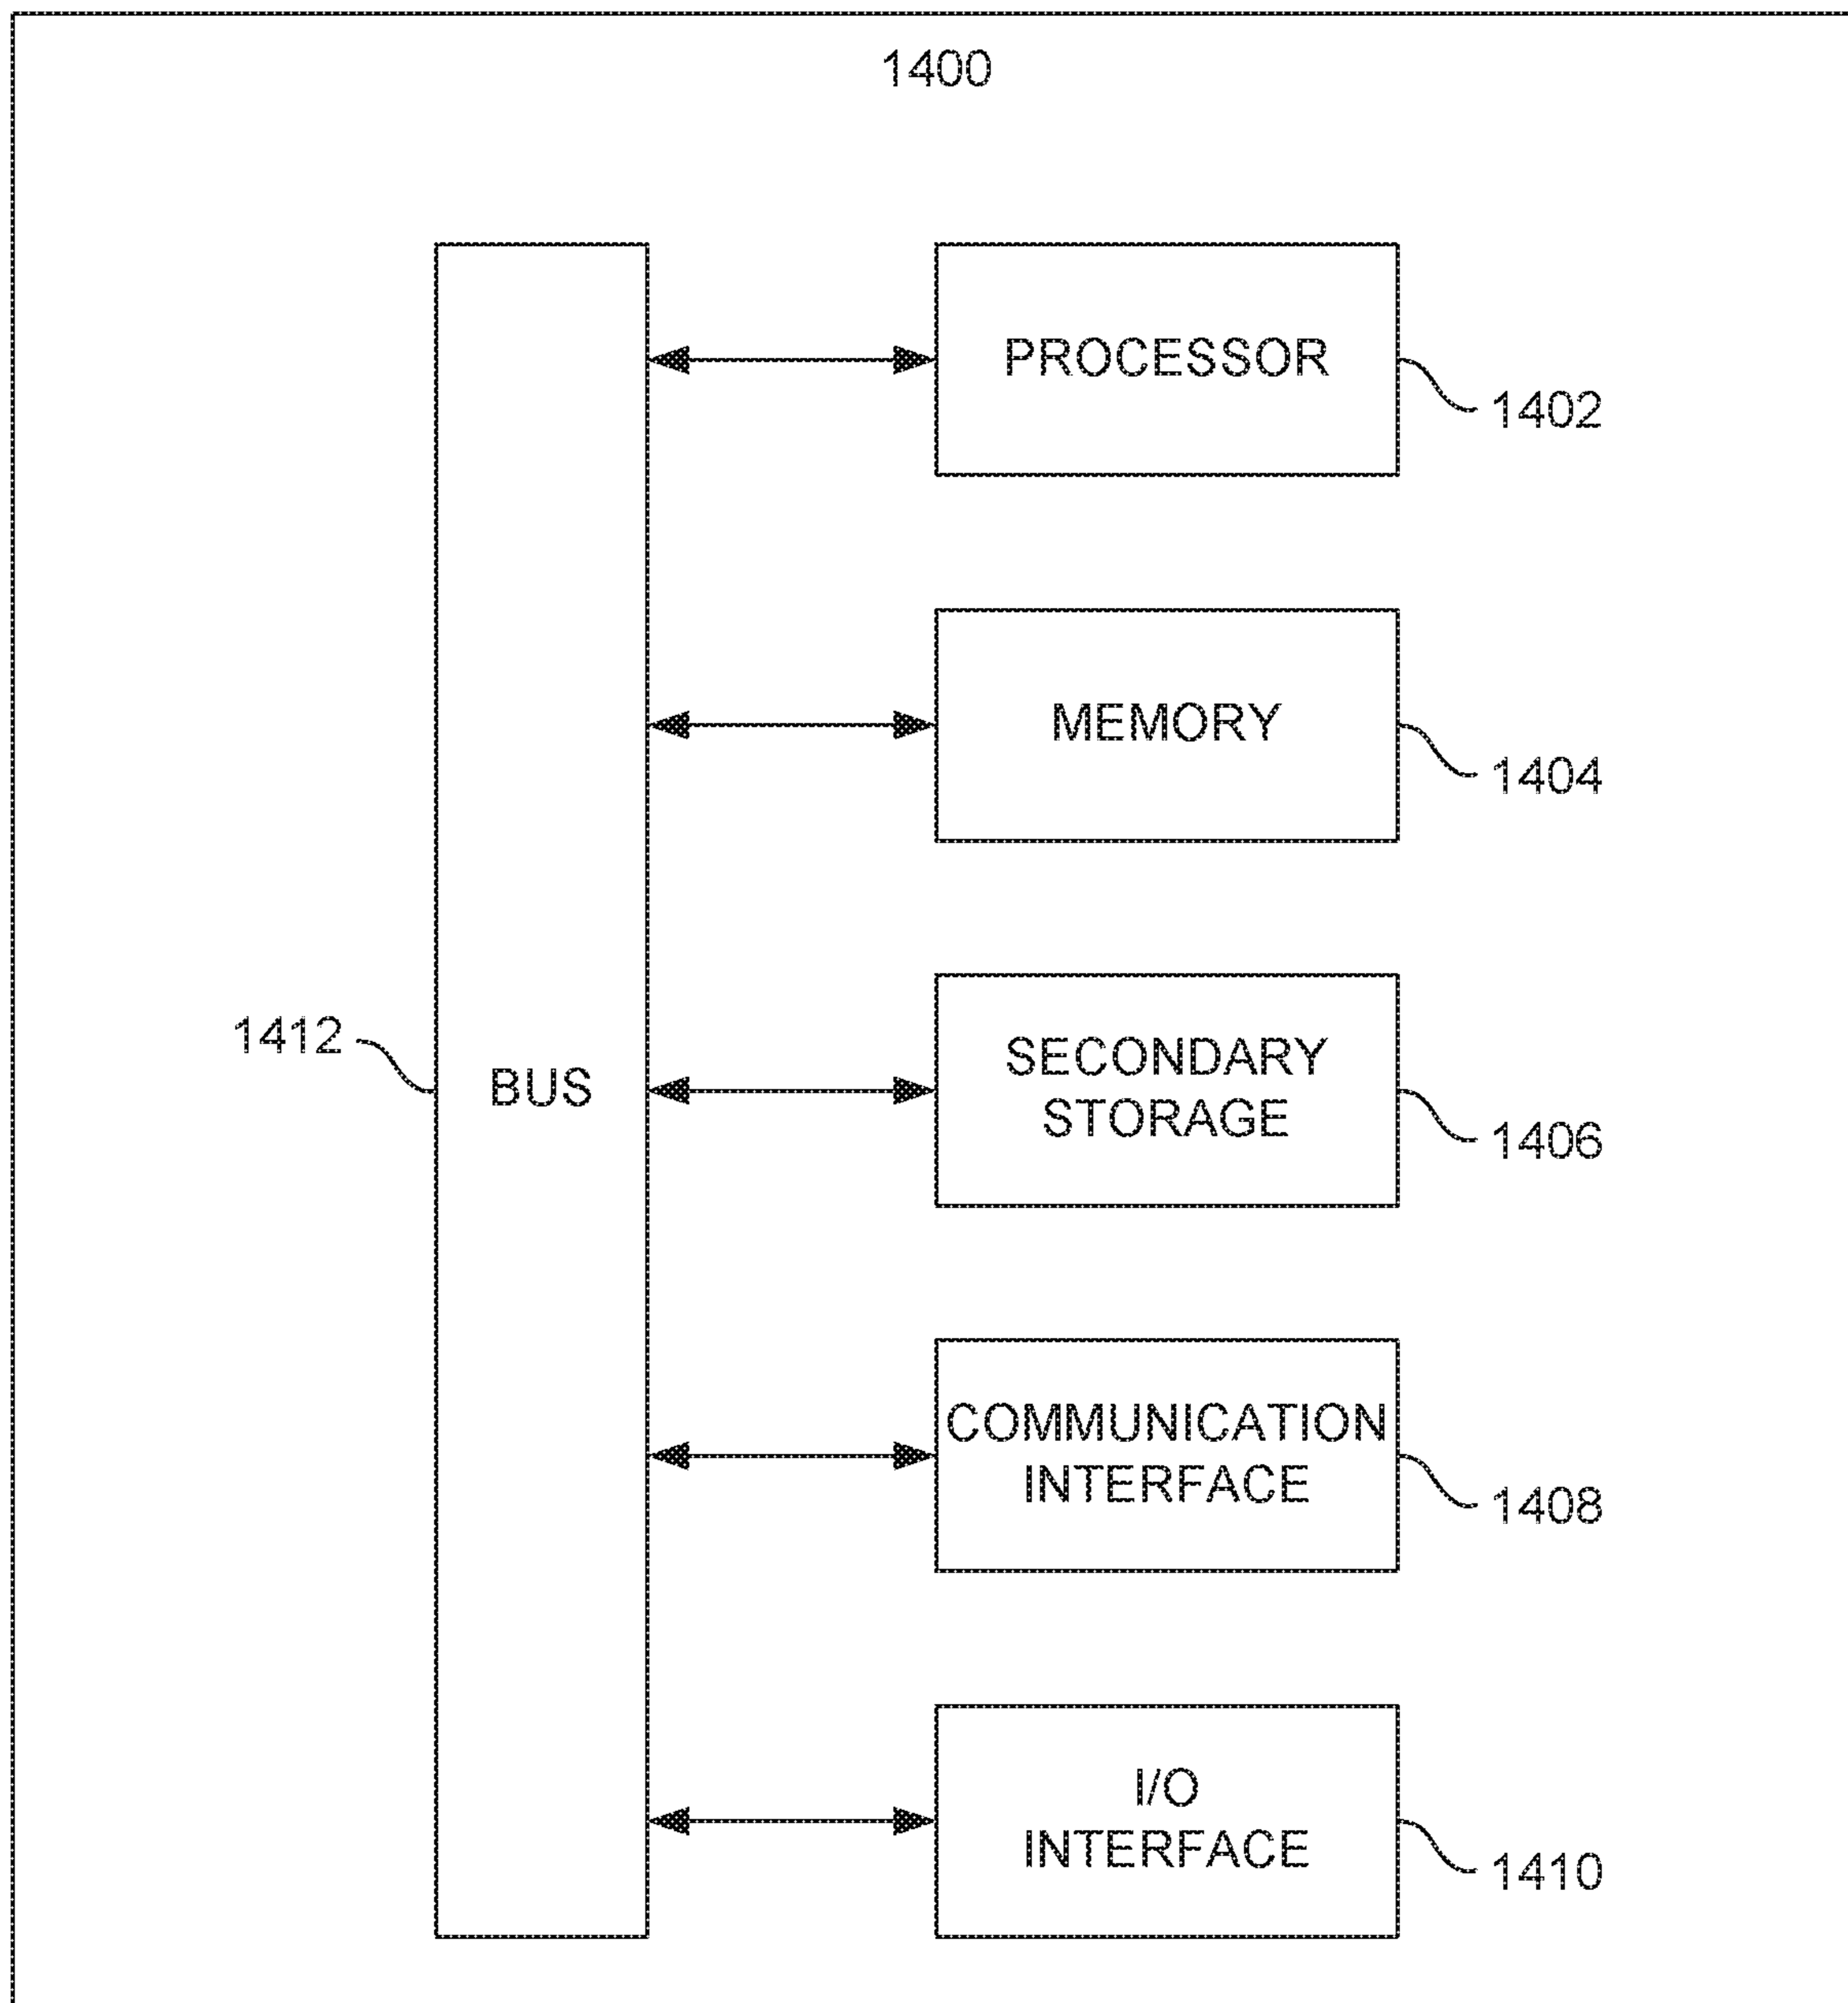 1400
PROCESSOR
1402
MEMORY
1404
1412
BUS
SECONDARY
STORAGE
1406
COMMUNICATION
INTERFACE
1408
I/O
INTERFACE
1410